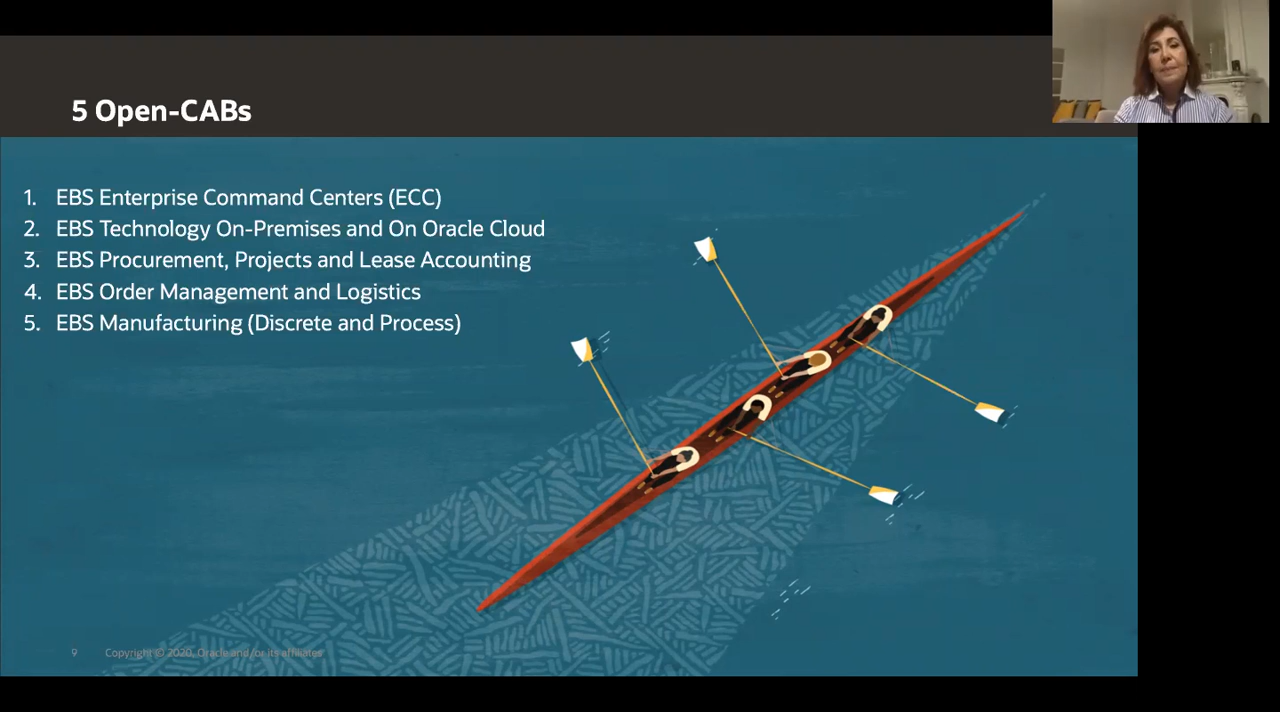 5 Open-CABs
1. EBS Enterprise Command Centers (ECC)
2. EBS Technology On-Premises and On Oracle Cloud
3. EBS Procurement, Projects and Lease Accounting
4. EBS Order Management and Logistics
5. EBS Manufacturing (Discrete and Process)
9 Copyright © 2020, Oracle and/or its affiliates